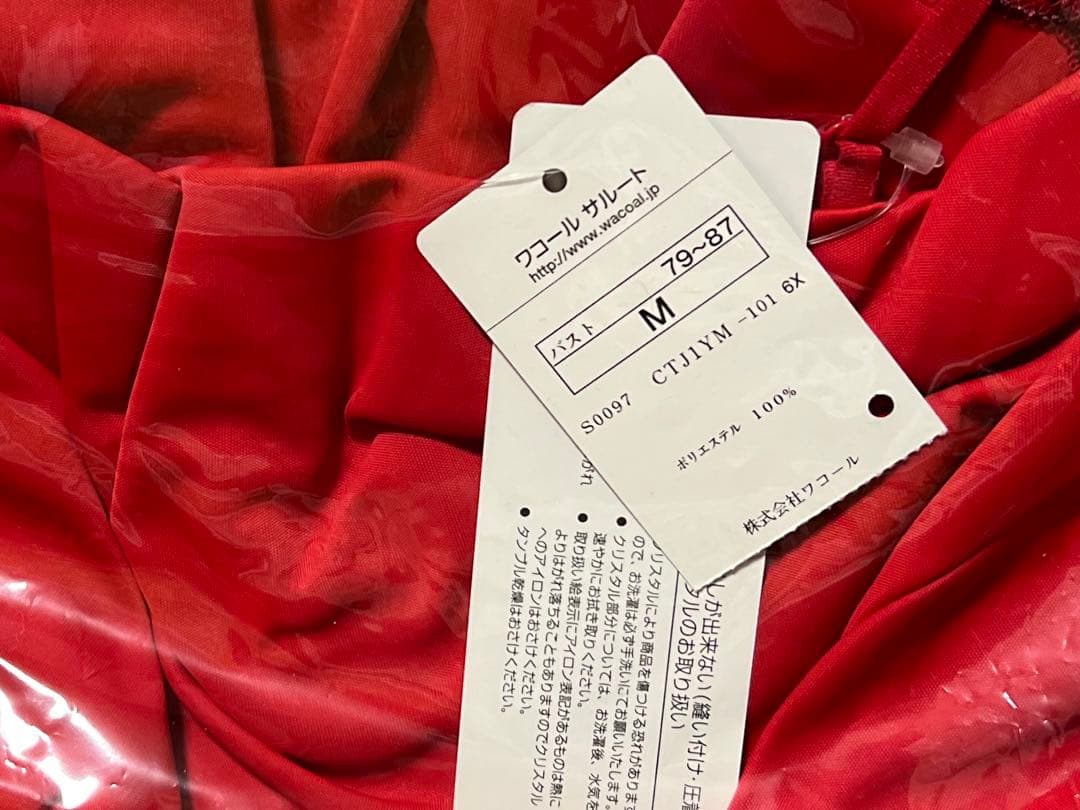 ワコール サルート
http://www.wacoal.jp
バスト 79~87
M
S0097 CTJ1YM -101 6X
ポリエステル 100%
株式会社ワコール
しが出来ない(縫い付け・圧着
タルのお取り扱い)
リスタルにより商品を傷つける恐れがあります
ので、お洗濯は必ず手洗いにてお願いいたします。
● クリスタル部分については、お洗濯後、水気を
速やかにお拭き取りください。
● 取り扱い絵表示にアイロン表記があるものは熱に
よりはがれ落ちることもありますのでクリスタル
へのアイロンはおさけください。
● タンブル乾燥はおさけください。
がれ